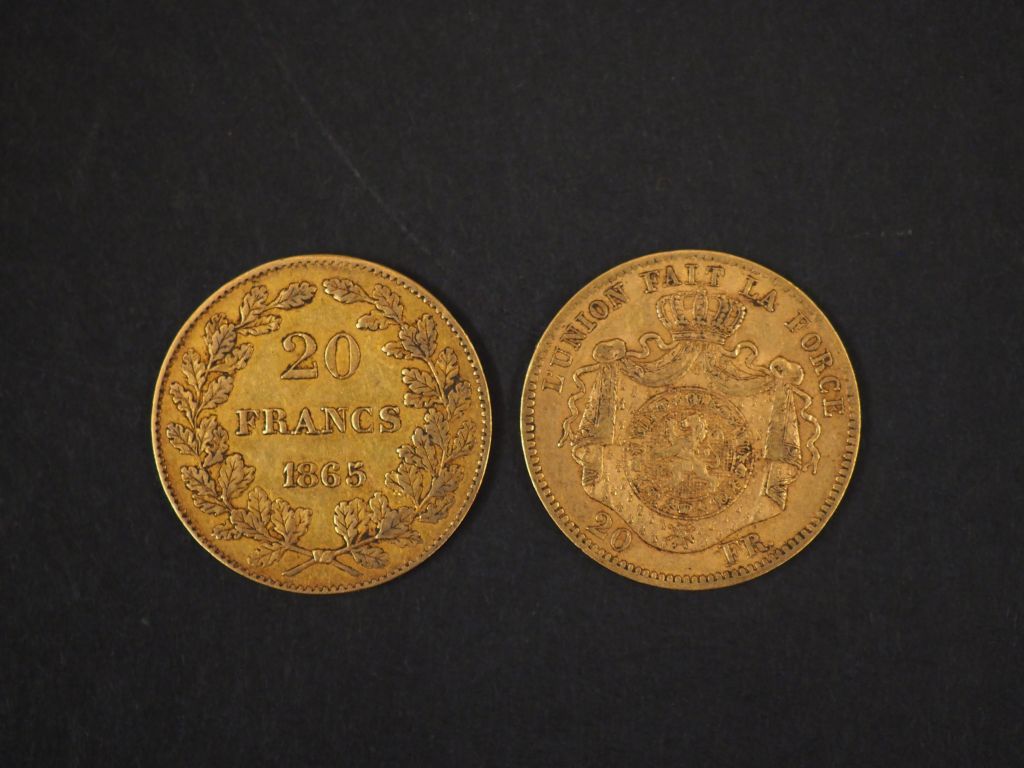 20
FRANCS
1865
L'UNION FAIT LA FORCE
20 FR